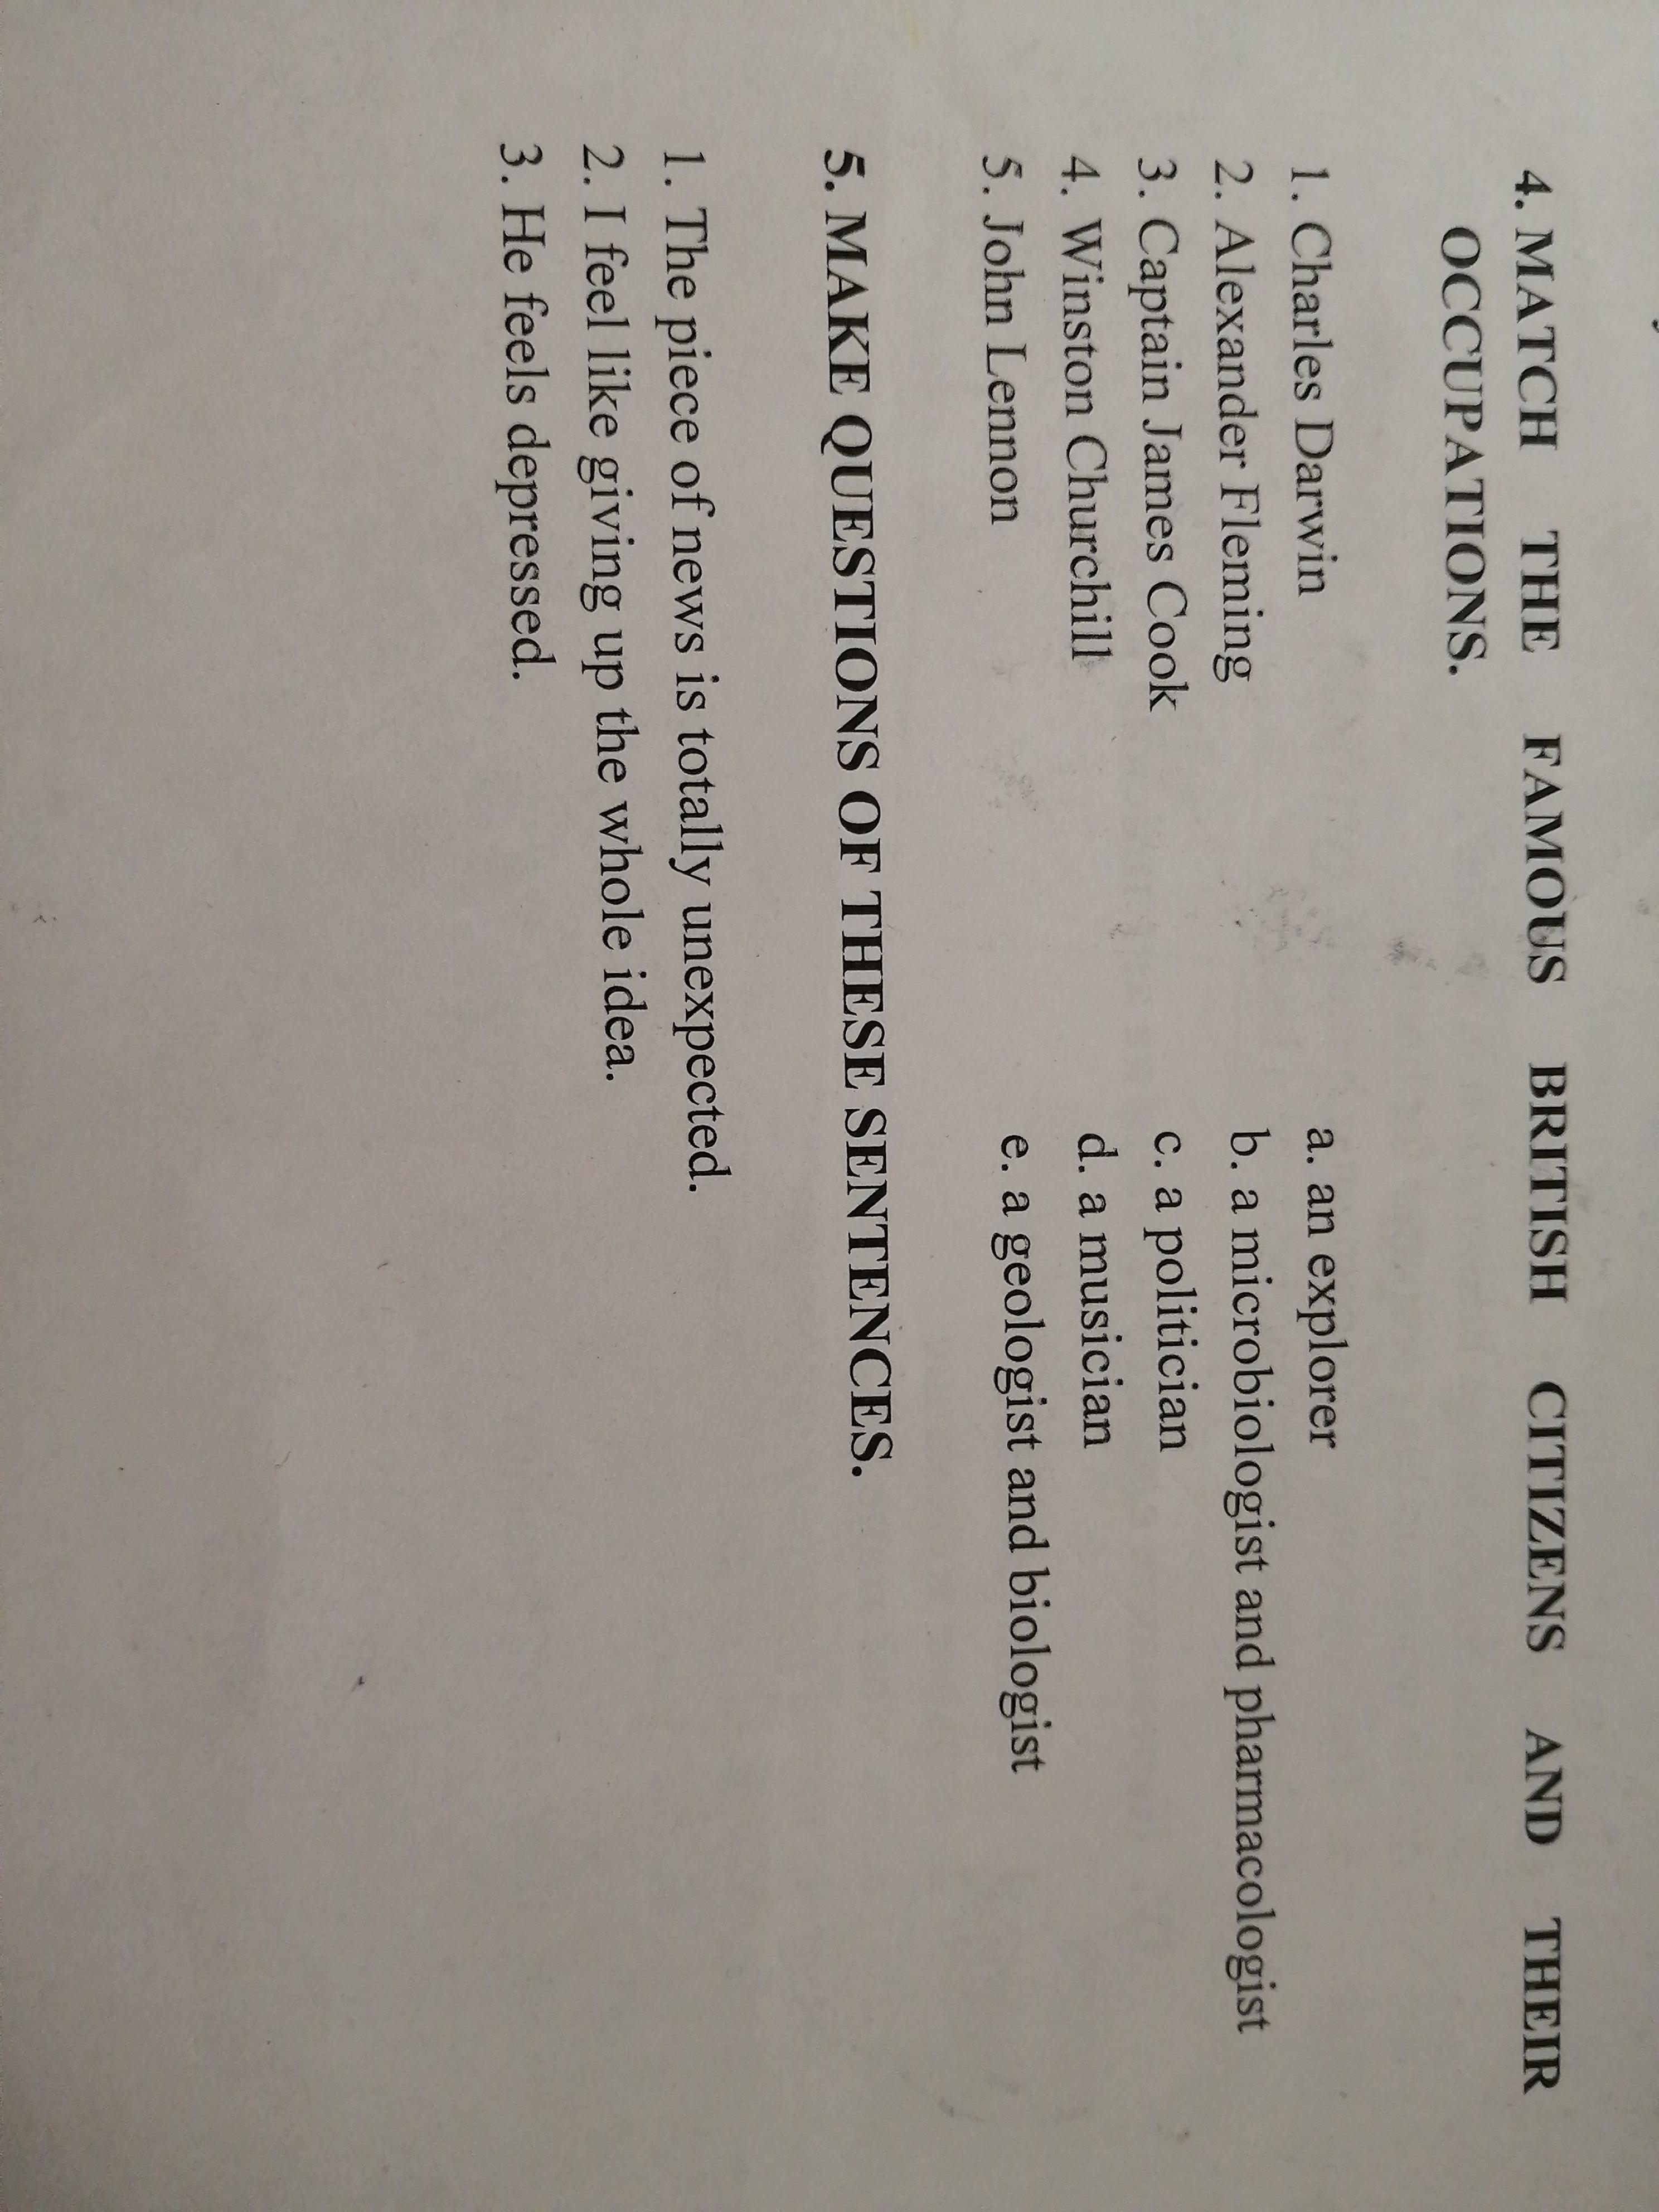 4. MATCH THE FAMOUS BRITISH CITIZENS AND THEIR
OCCUPATIONS.
1. Charles Darwin a. an explorer
2. Alexander Fleming b. a microbiologist and pharmacologist
3. Captain James Cook c. a politician
4. Winston Churchill d. a musician
5. John Lennon e. a geologist and biologist
5. MAKE QUESTIONS OF THESE SENTENCES.
1. The piece of news is totally unexpected.
2. I feel like giving up the whole idea.
3. He feels depressed.